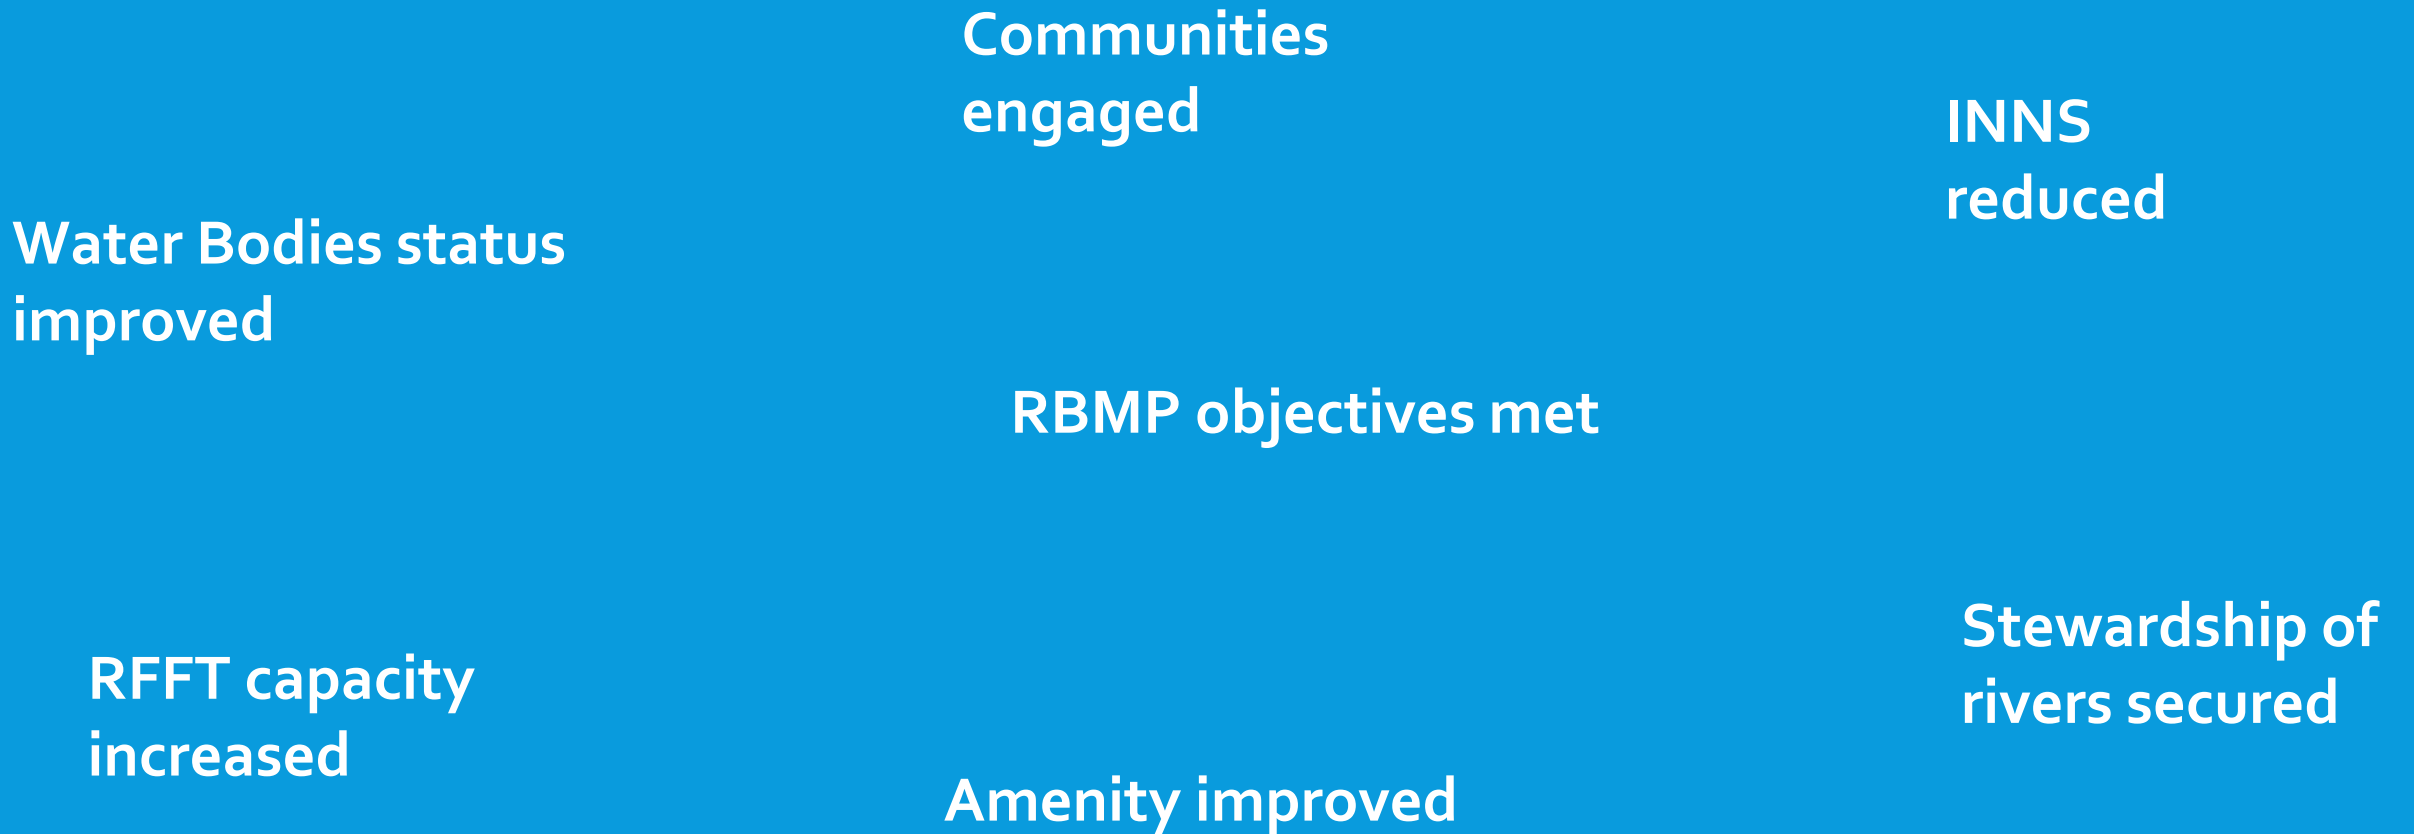 Communities
engaged
INNS
reduced
Water Bodies status
improved
RBMP objectives met
Stewardship of
rivers secured
RFFT capacity
increased
Amenity improved